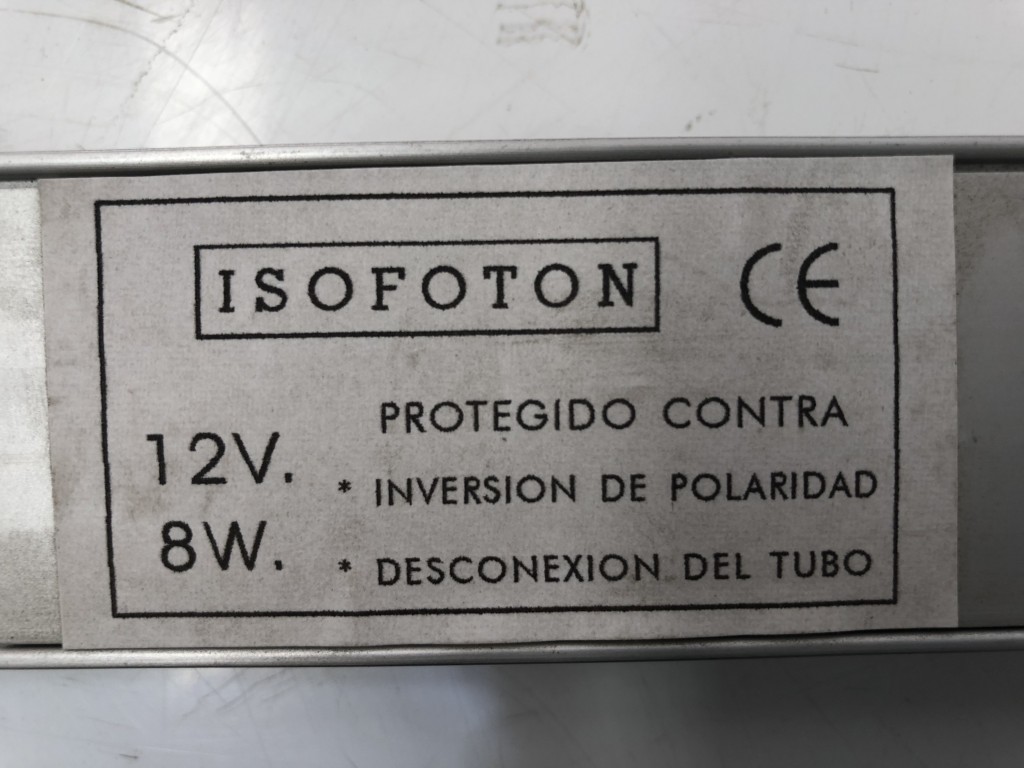 ISOFOTON CE
12V.
8W.
PROTEGIDO CONTRA
* INVERSION DE POLARIDAD
* DESCONEXION DEL TUBO